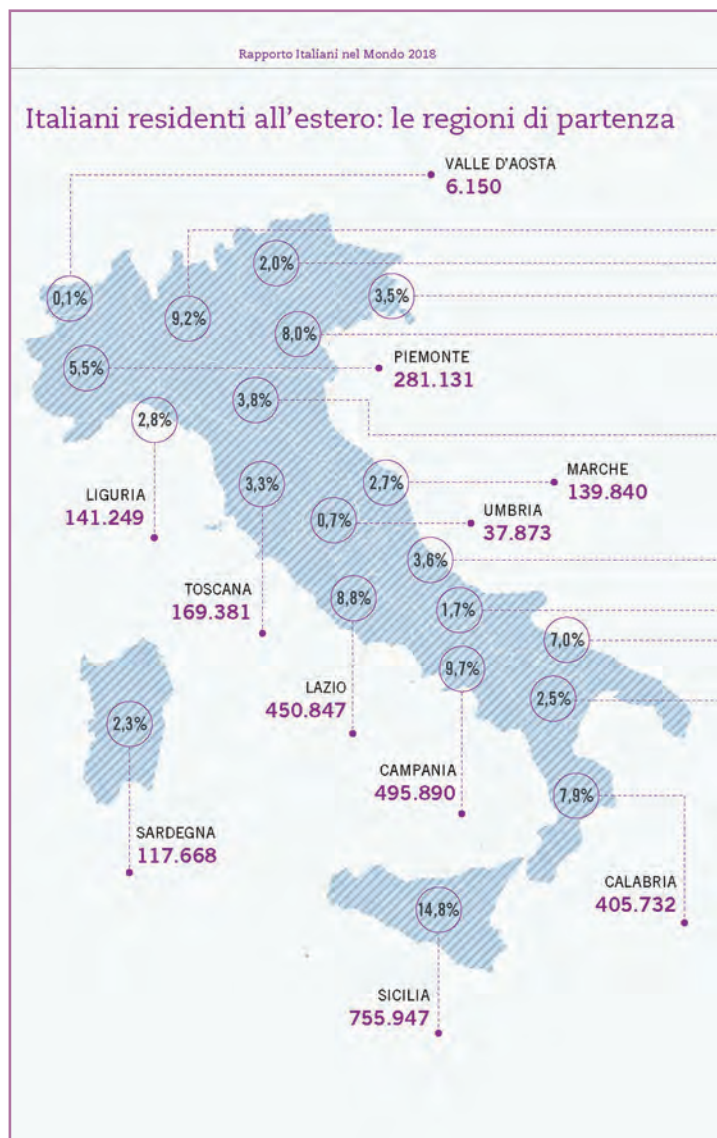 Rapporto Italiani nel Mondo 2018
Italiani residenti all'estero: le regioni di partenza
VALLE D'AOSTA
6.150
2,0%
0,1%
3,5%
9,2%
8,0%
PIEMONTE
281.131
5,5%
3,8%
2,8%
LIGURIA
141.249
3,3%
2,7%
MARCHE
139.840
0,7%
UMBRIA
37.873
3,6%
TOSCANA
169.381
8,8%
1,7%
7,0%
LAZIO
450.847
9,7%
2,5%
2,3%
CAMPANIA
495.890
7,9%
SARDEGNA
117.668
CALABRIA
405.732
14,8%
SICILIA
755.947